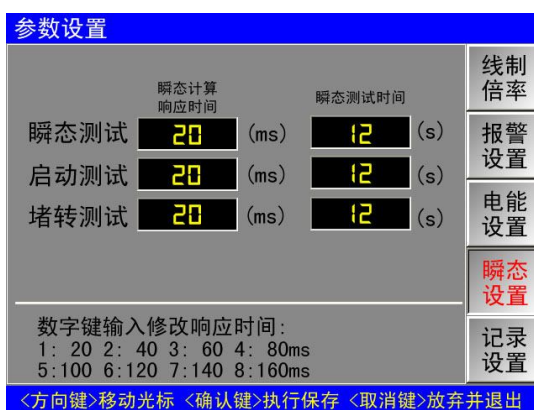 参数设置
瞬态计算
响应时间
瞬态测试时间
瞬态测试 20 (ms) 12 (s)
启动测试 20 (ms) 12 (s)
堵转测试 20 (ms) 12 (s)
数字键输入修改响应时间:
1: 20 2: 40 3: 60 4: 80ms
5:100 6:120 7:140 8:160ms
线制
倍率
报警
设置
电能
设置
瞬态
设置
记录
设置
<方向键>移动光标 <确认键>执行保存 <取消键>放弃并退出